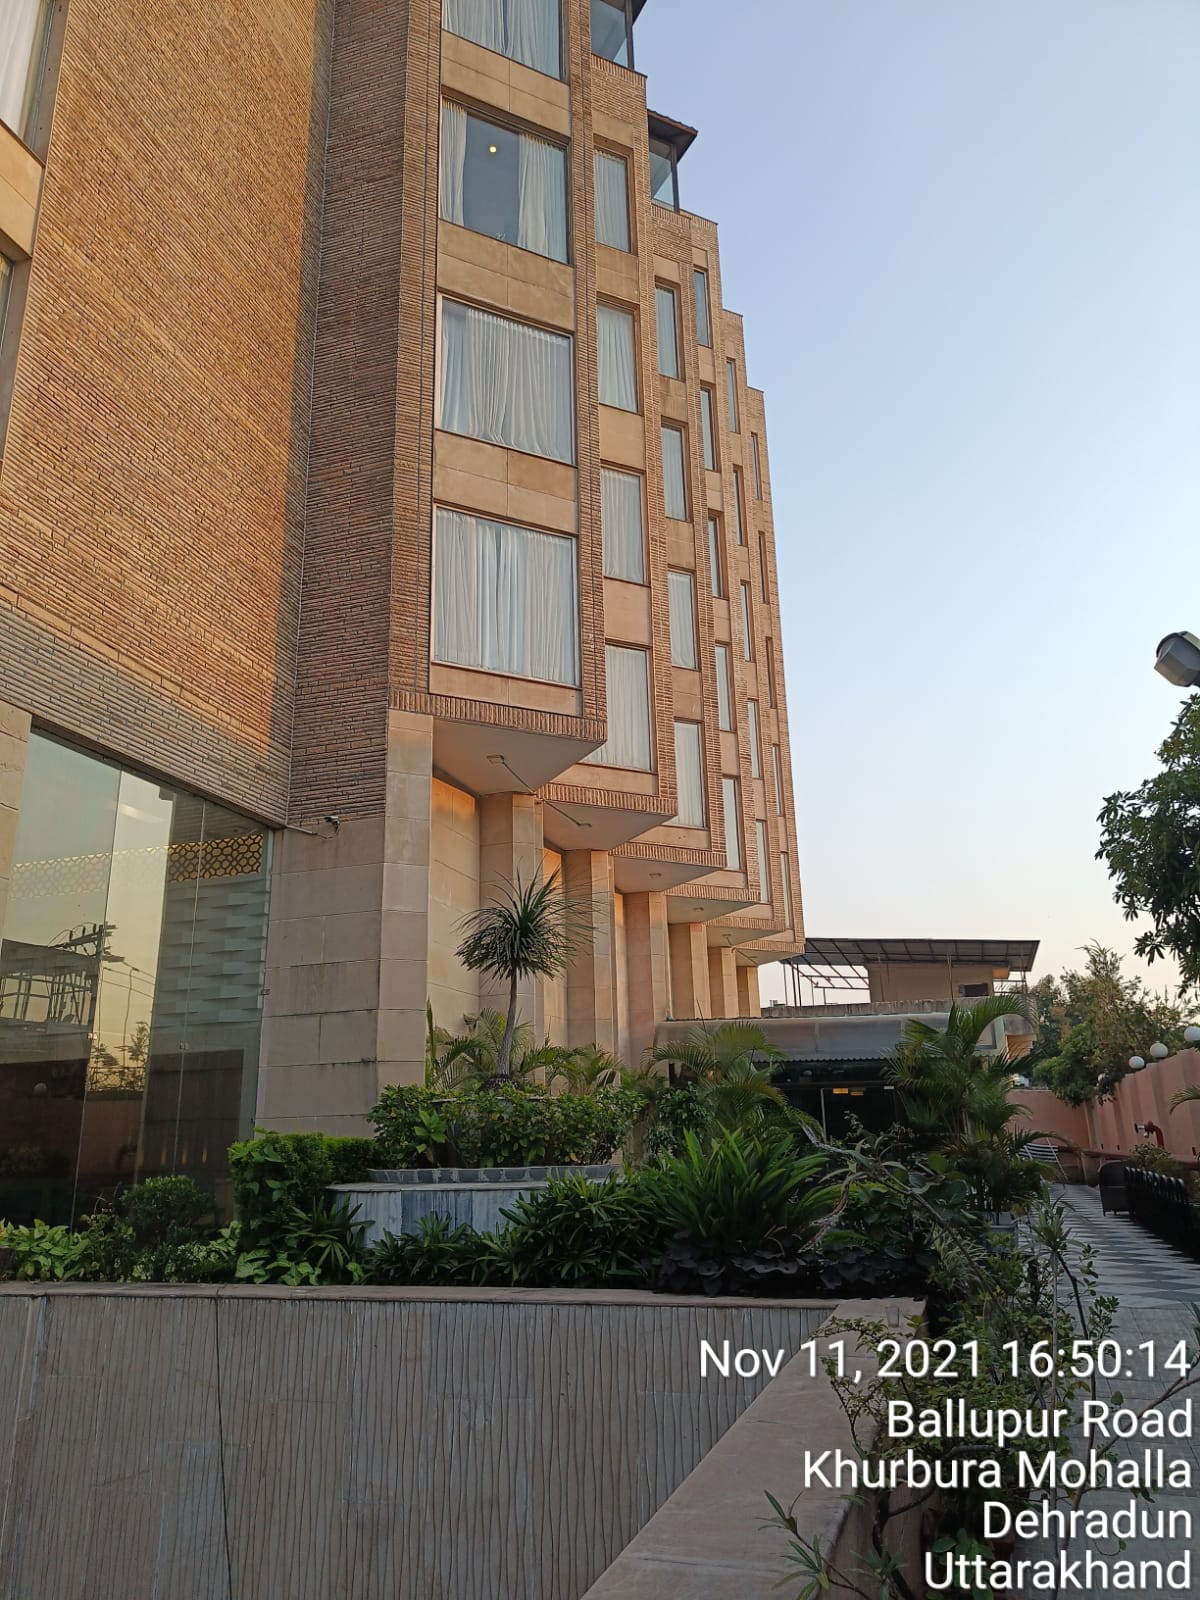 Nov 11, 2021 16:50:14
Ballupur Road
Khurbura Mohalla
Dehradun
Uttarakhand